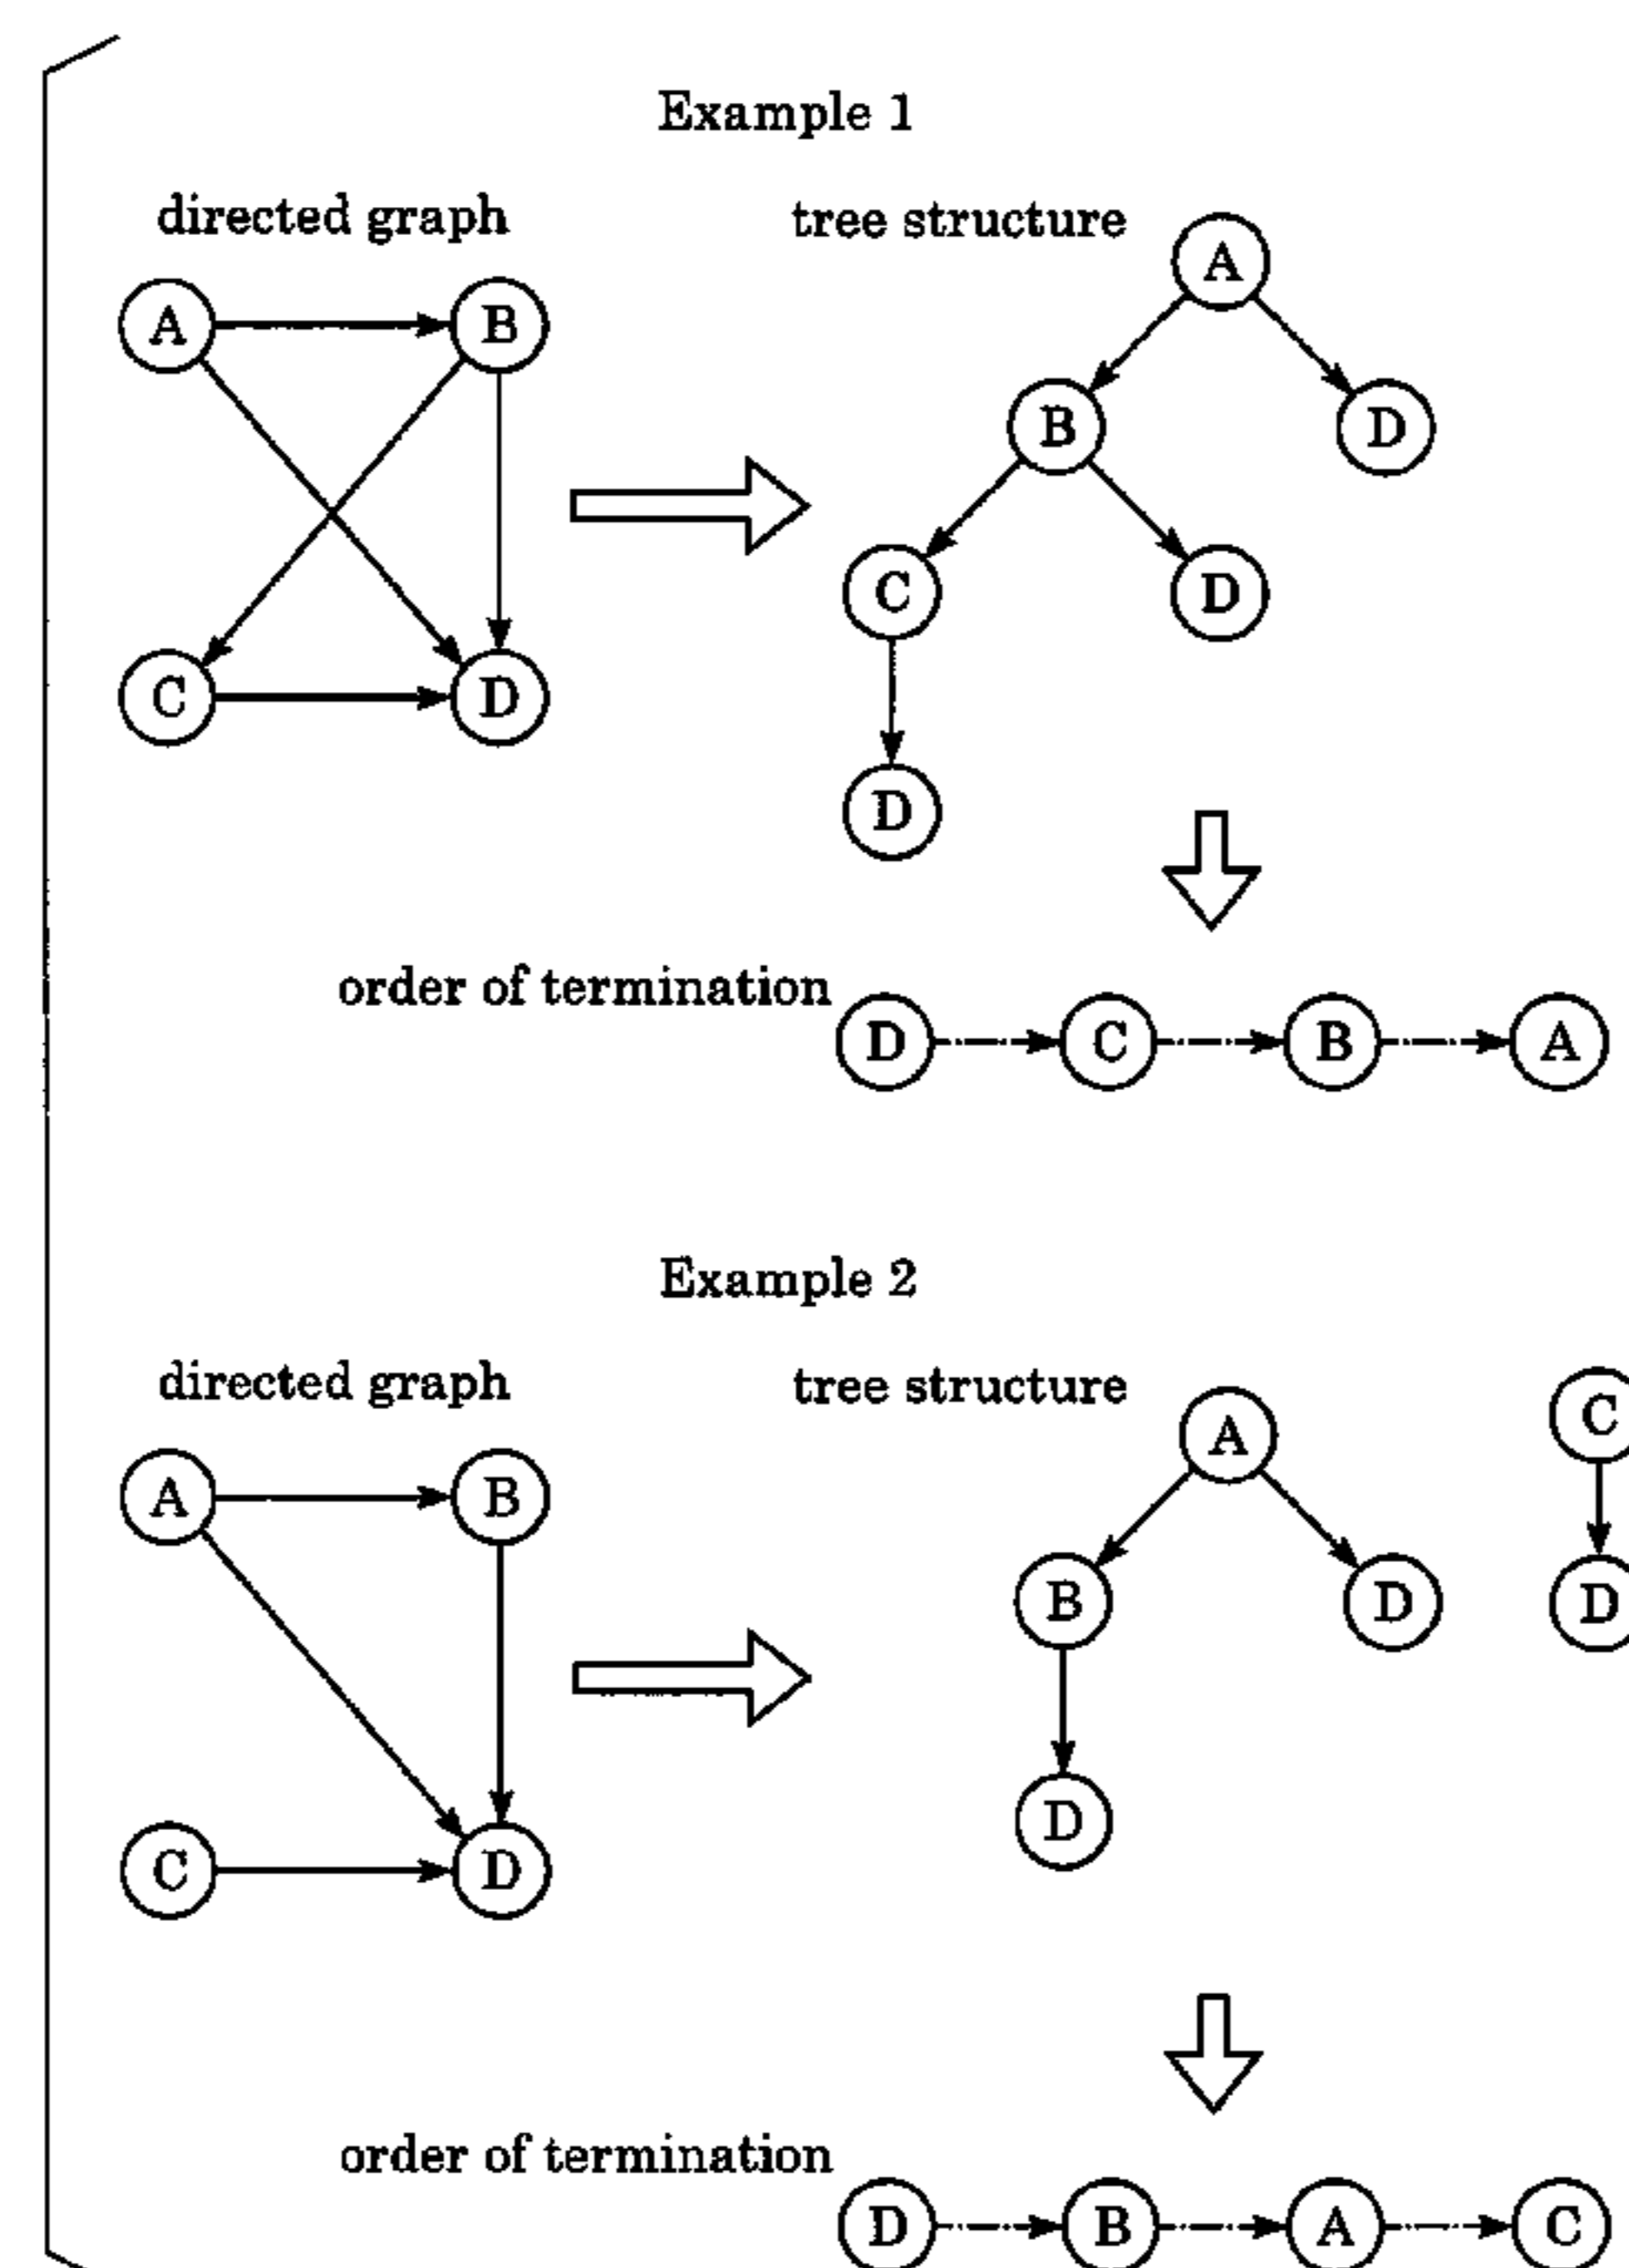 Example 1
directed graph
tree structure
A
A
B
B
D
C
D
C
D
D
order of termination
D C B A
Example 2
directed graph
tree structure
A
C
A
B
B
D
D
D
C
D
order of termination
D B A C